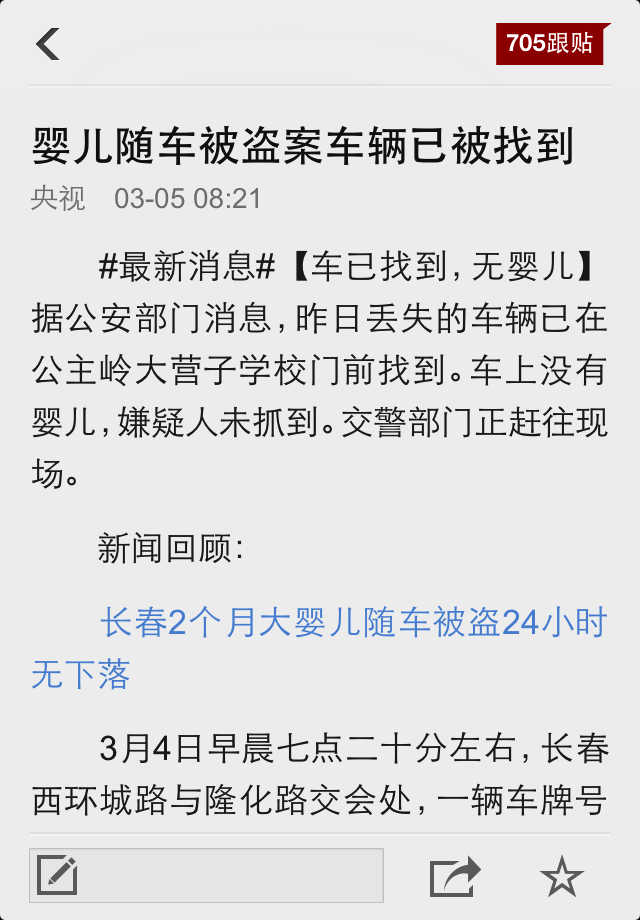 705跟贴
婴儿随车被盗案车辆已被找到
央视 03-05 08:21
#最新消息#【车已找到,无婴儿】
据公安部门消息,昨日丢失的车辆已在
公主岭大营子学校门前找到。车上没有
婴儿,嫌疑人未抓到。交警部门正赶往现
场。
新闻回顾:
长春2个月大婴儿随车被盗24小时
无下落
3月4日早晨七点二十分左右,长春
西环城路与隆化路交会处,一辆车牌号